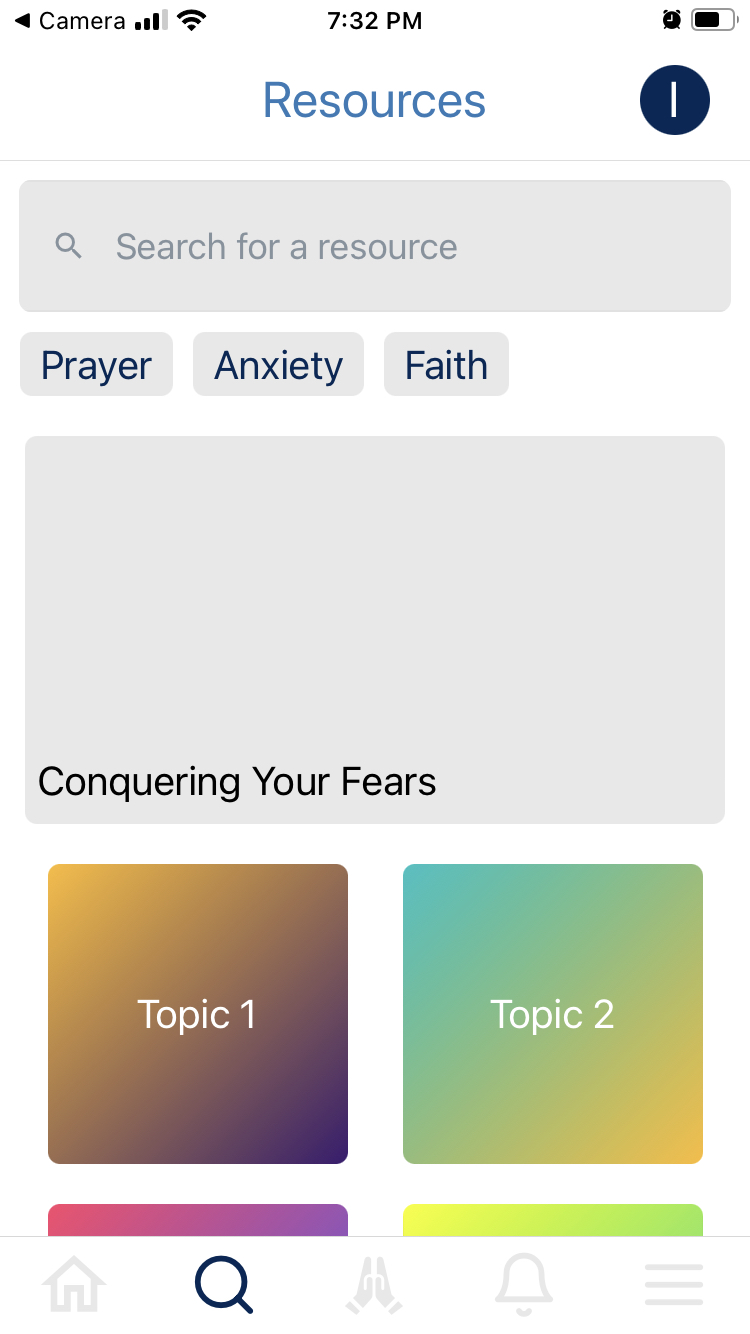 Camera 7:32 PM
Resources
I
Search for a resource
Prayer Anxiety Faith
Conquering Your Fears
Topic 1 Topic 2